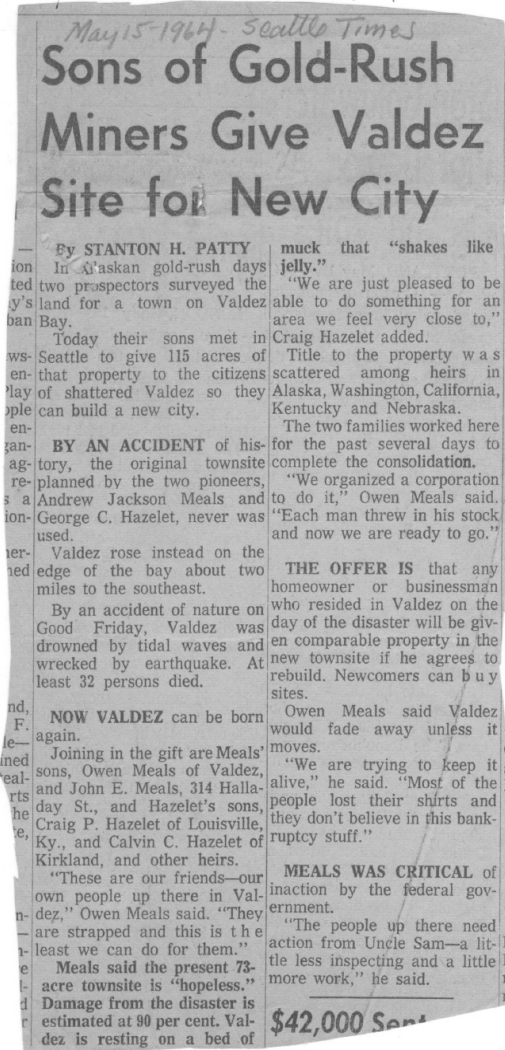 May 15-1964 - Seattle Times
Sons of Gold-Rush
Miners Give Valdez
Site for New City
By STANTON H. PATTY
In Alaskan gold-rush days
two prospectors surveyed the
land for a town on Valdez
Bay.
Today their sons met in
Seattle to give 115 acres of
that property to the citizens
of shattered Valdez so they
can build a new city.
BY AN ACCIDENT of his-
tory, the original townsite
planned by the two pioneers,
Andrew Jackson Meals and
George C. Hazelet, never was
used.
Valdez rose instead on the
edge of the bay about two
miles to the southeast.
By an accident of nature on
Good Friday, Valdez was
drowned by tidal waves and
wrecked by earthquake. At
least 32 persons died.
NOW VALDEZ can be born
again.
Joining in the gift are Meals'
sons, Owen Meals of Valdez,
and John E. Meals, 314 Halla-
day St., and Hazelet's sons,
Craig P. Hazelet of Louisville,
Ky., and Calvin C. Hazelet of
Kirkland, and other heirs.
"These are our friends—our
own people up there in Val-
dez," Owen Meals said. "They
are strapped and this is the
least we can do for them."
Meals said the present 73-
acre townsite is "hopeless."
Damage from the disaster is
estimated at 90 per cent. Val-
dez is resting on a bed of
muck that "shakes like
jelly."
"We are just pleased to be
able to do something for an
area we feel very close to,"
Craig Hazelet added.
Title to the property was
scattered among heirs in
Alaska, Washington, California,
Kentucky and Nebraska.
The two families worked here
for the past several days to
complete the consolidation.
"We organized a corporation
to do it," Owen Meals said.
"Each man threw in his stock
and now we are ready to go."
THE OFFER IS that any
homeowner or businessman
who resided in Valdez on the
day of the disaster will be giv-
en comparable property in the
new townsite if he agrees to
rebuild. Newcomers can buy
sites.
Owen Meals said Valdez
would fade away unless it
moves.
"We are trying to keep it
alive," he said. "Most of the
people lost their shirts and
they don't believe in this bank-
ruptcy stuff."
MEALS WAS CRITICAL of
inaction by the federal gov-
ernment.
"The people up there need
action from Uncle Sam—a lit-
tle less inspecting and a little
more work," he said.
$42,000